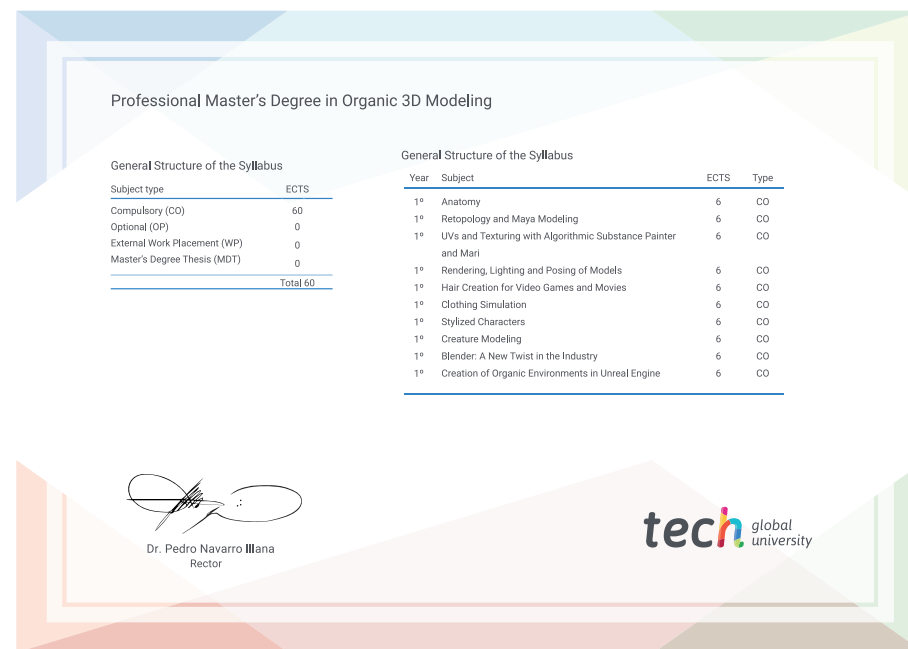 Professional Master's Degree in Organic 3D Modeling
General Structure of the Syllabus
Subject type ECTS
Compulsory (CO) 60
Optional (OP) 0
External Work Placement (WP) 0
Master's Degree Thesis (MDT) 0
Total 60
General Structure of the Syllabus
Year Subject ECTS Type
1º Anatomy 6 CO
1º Retopology and Maya Modeling 6 CO
1º UVs and Texturing with Algorithmic Substance Painter 6 CO
and Mari
1º Rendering, Lighting and Posing of Models 6 CO
1º Hair Creation for Video Games and Movies 6 CO
1º Clothing Simulation 6 CO
1º Stylized Characters 6 CO
1º Creature Modeling 6 CO
1º Blender: A New Twist in the Industry 6 CO
1º Creation of Organic Environments in Unreal Engine 6 CO
Dr. Pedro Navarro Illana
Rector
tech global
university